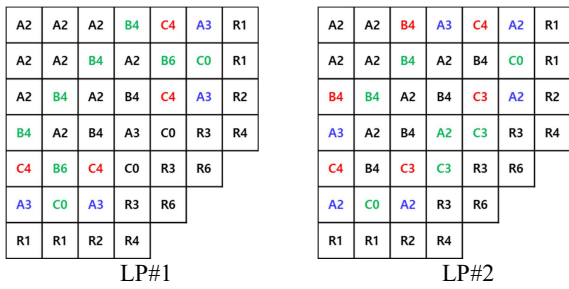 A2 A2 A2 B4 C4 A3 R1
A2 A2 B4 A2 B6 C0 R1
A2 B4 A2 B4 C4 A3 R2
B4 A2 B4 A3 C0 R3 R4
C4 B6 C4 C0 R3 R6
A3 C0 A3 R3 R6
R1 R1 R2 R4
LP#1
A2 A2 B4 A3 C4 A2 R1
A2 A2 B4 A2 B4 C0 R1
B4 B4 A2 B4 C3 A2 R2
A3 A2 B4 A2 C3 R3 R4
C4 B4 C3 C3 R3 R6
A2 C0 A2 R3 R6
R1 R1 R2 R4
LP#2